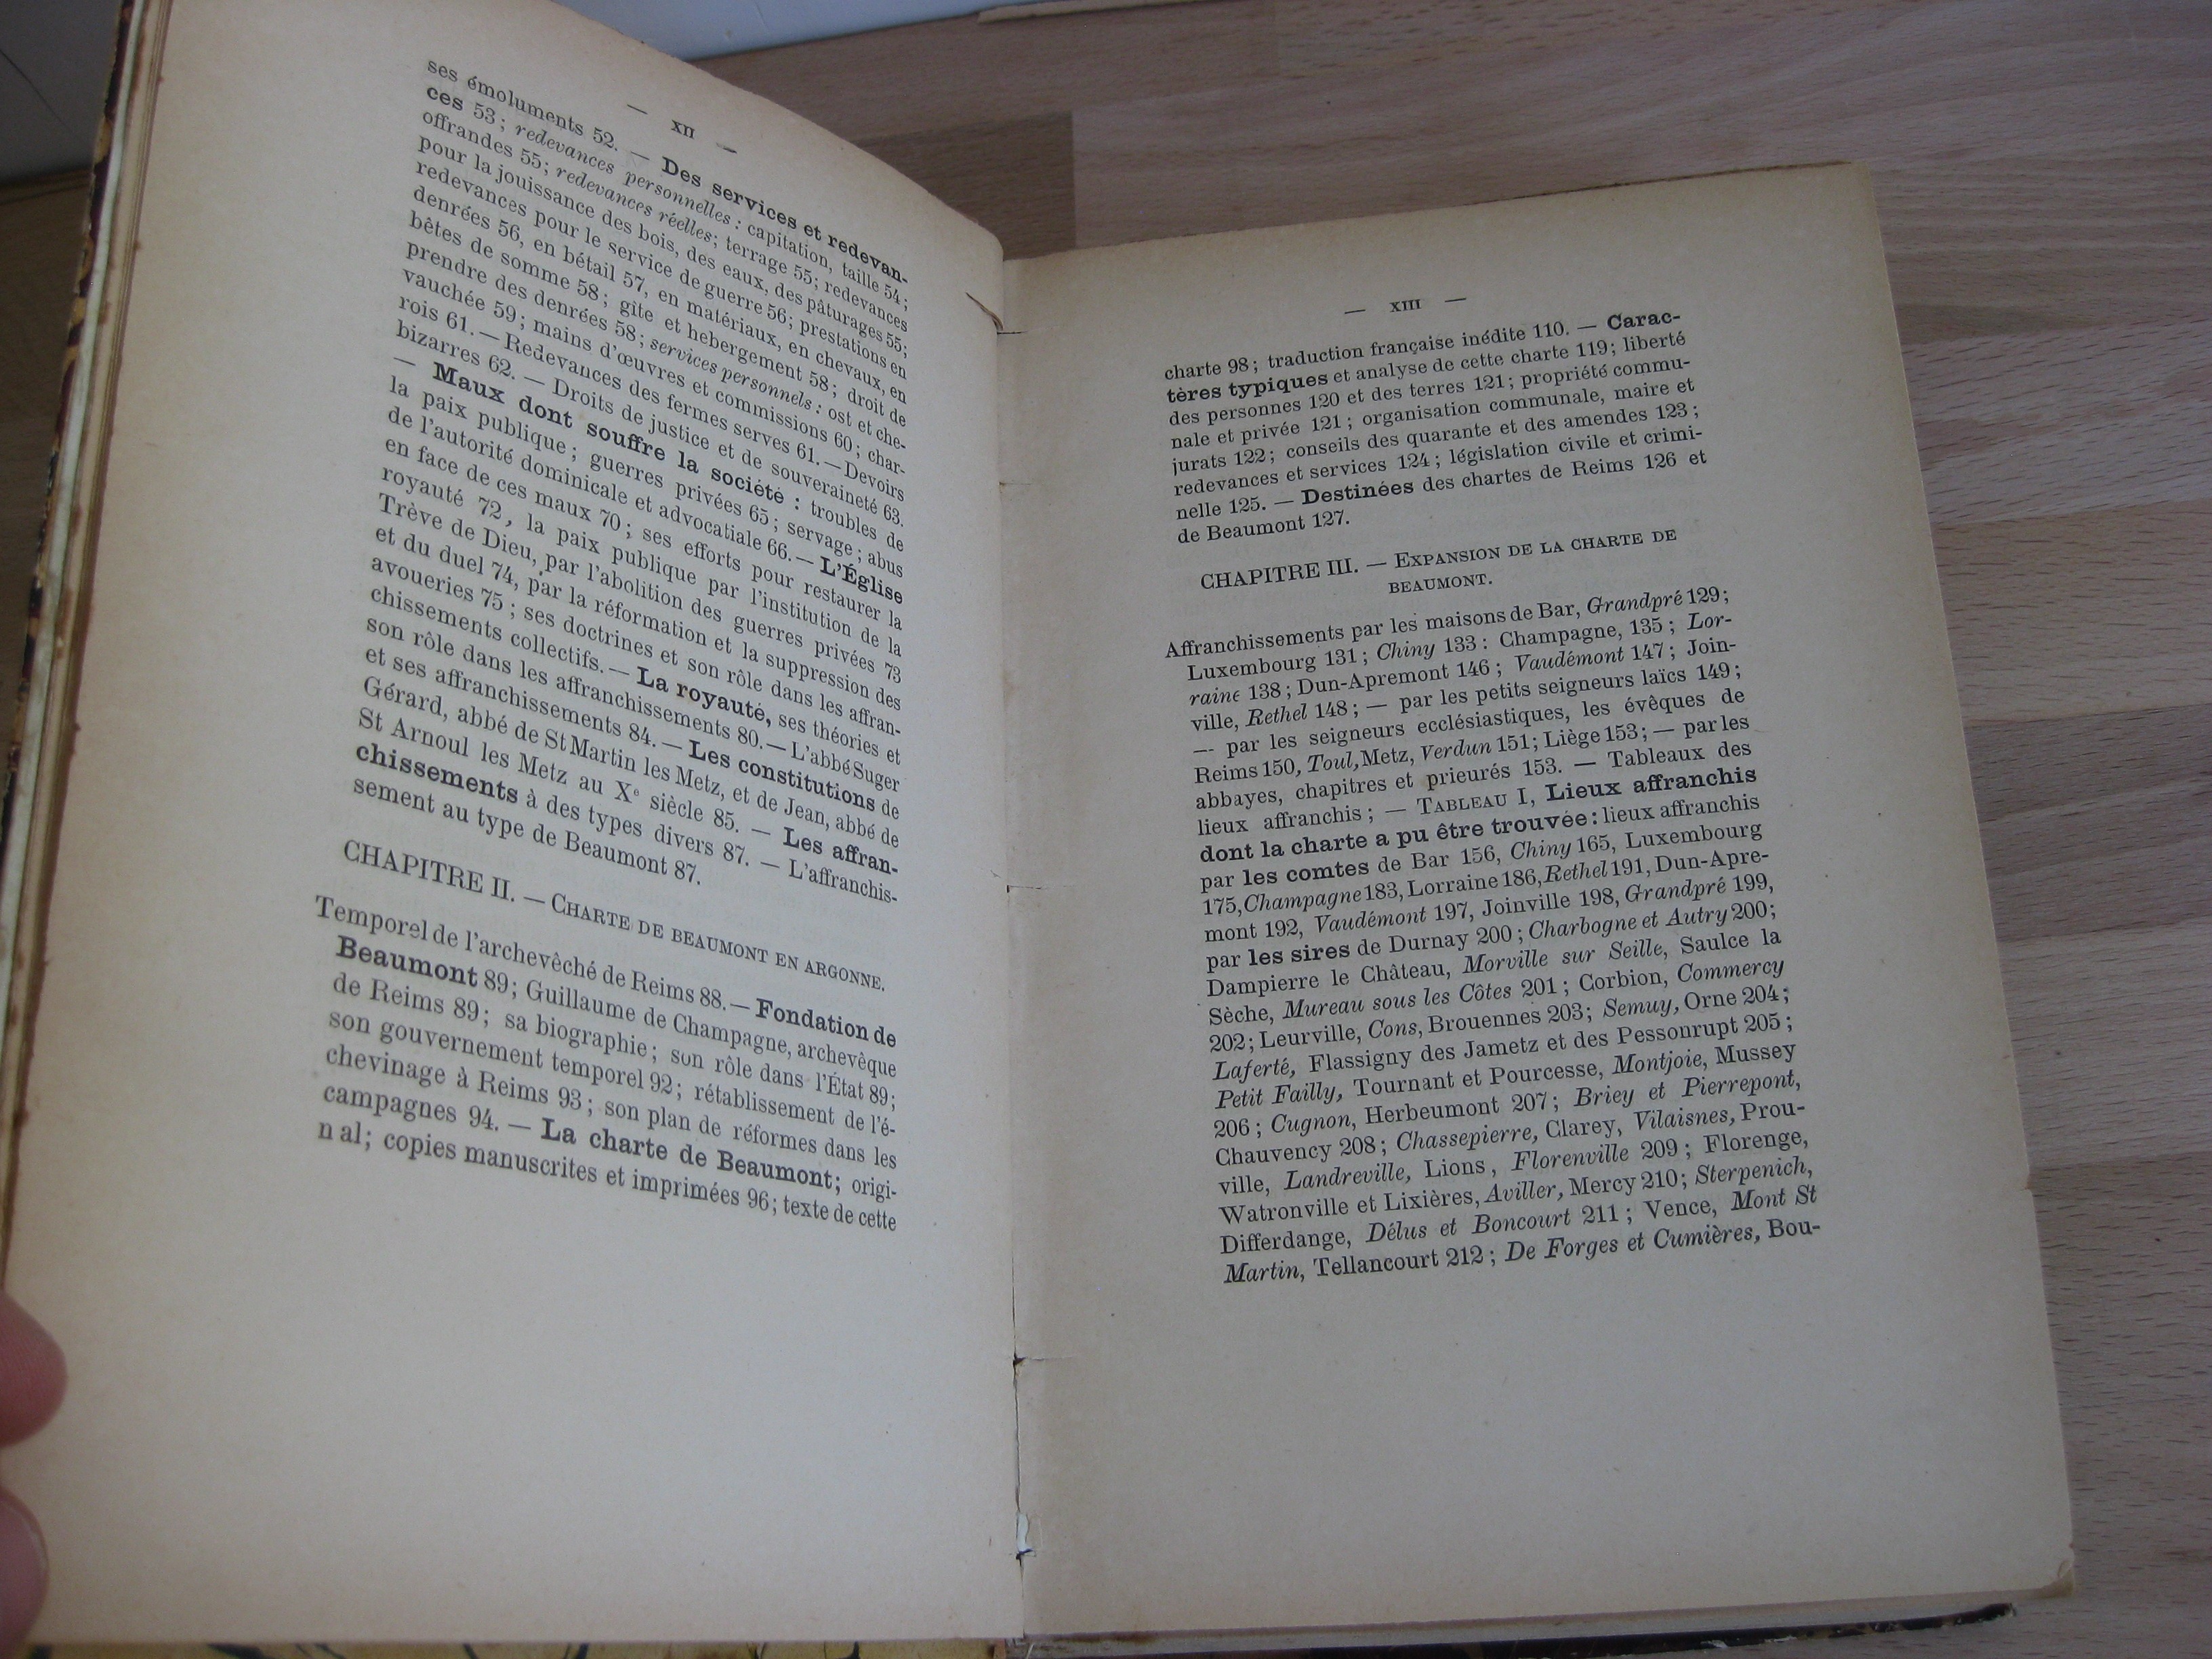 — XII —
ses émoluments 52. — Des services et redevan-
ces 53; redevances personnelles : capitation, taille 54;
offrandes 55; redevances réelles; terrage 55; redevances
pour la jouissance des bois, des eaux, des pâturages 55;
redevances pour le service de guerre 56; prestations en
denrées 56, en bétail 57, en matériaux, en chevaux, en
bêtes de somme 58; gîte et hebergement 58; droit de
prendre des denrées 58; services personnels : ost et che-
vauchée 59; mains d'œuvres et commissions 60; char-
rois 61. — Redevances des fermes serves 61. — Devoirs
bizarres 62. — Droits de justice et de souveraineté 63.
— Maux dont souffre la société : troubles de
la paix publique; guerres privées 65; servage; abus
de l'autorité dominicale et advocatiale 66. — L'Église
en face de ces maux 70; ses efforts pour restaurer la
royauté 72, la paix publique par l'institution de la
Trève de Dieu, par l'abolition des guerres privées 73
et du duel 74, par la réformation et la suppression des
avoueries 75; ses doctrines et son rôle dans les affran-
chissements collectifs. — La royauté, ses théories et
son rôle dans les affranchissements 80. — L'abbé Suger
et ses affranchissements 84. — Les constitutions de
Gérard, abbé de St Martin les Metz, et de Jean, abbé de
St Arnoul les Metz au Xe siècle 85. — Les affran-
chissements à des types divers 87. — L'affranchis-
sement au type de Beaumont 87.
CHAPITRE II. — CHARTE DE BEAUMONT EN ARGONNE.
Temporel de l'archevêché de Reims 88. — Fondation de
Beaumont 89; Guillaume de Champagne, archevêque
de Reims 89; sa biographie; son rôle dans l'État 89;
son gouvernement temporel 92; rétablissement de l'é-
chevinage à Reims 93; son plan de réformes dans les
campagnes 94. — La charte de Beaumont; origi-
n al; copies manuscrites et imprimées 96; texte de cette
— XIII —
charte 98; traduction française inédite 110. — Carac-
tères typiques et analyse de cette charte 119; liberté
des personnes 120 et des terres 121; propriété commu-
nale et privée 121; organisation communale, maire et
jurats 122; conseils des quarante et des amendes 123;
redevances et services 124; législation civile et crimi-
nelle 125. — Destinées des chartes de Reims 126 et
de Beaumont 127.
CHAPITRE III. — EXPANSION DE LA CHARTE DE
BEAUMONT.
Affranchissements par les maisons de Bar, Grandpré 129;
Luxembourg 131; Chiny 133: Champagne, 135; Lor-
raine 138; Dun-Apremont 146; Vaudémont 147; Join-
ville, Rethel 148; — par les petits seigneurs laïcs 149;
— par les seigneurs ecclésiastiques, les évêques de
Reims 150, Toul, Metz, Verdun 151; Liège 153; — par les
abbayes, chapitres et prieurés 153. — Tableaux des
lieux affranchis; — TABLEAU I, Lieux affranchis
dont la charte a pu être trouvée: lieux affranchis
par les comtes de Bar 156, Chiny 165, Luxembourg
175, Champagne 183, Lorraine 186, Rethel 191, Dun-Apre-
mont 192, Vaudémont 197, Joinville 198, Grandpré 199,
par les sires de Durnay 200; Charbogne et Autry 200;
Dampierre le Château, Morville sur Seille, Saulce la
Sèche, Mureau sous les Côtes 201; Corbion, Commercy
202; Leurville, Cons, Brouennes 203; Semuy, Orne 204;
Laferté, Flassigny des Jametz et des Pessonrupt 205;
Petit Failly, Tournant et Pourcesse, Montjoie, Mussey
206; Cugnon, Herbeumont 207; Briey et Pierrepont,
Chauvency 208; Chassepierre, Clarey, Vilaisnes, Prou-
ville, Landreville, Lions, Florenville 209; Florenge,
Watronville et Lixières, Aviller, Mercy 210; Sterpenich,
Differdange, Délus et Boncourt 211; Vence, Mont St
Martin, Tellancourt 212; De Forges et Cumières, Bou-